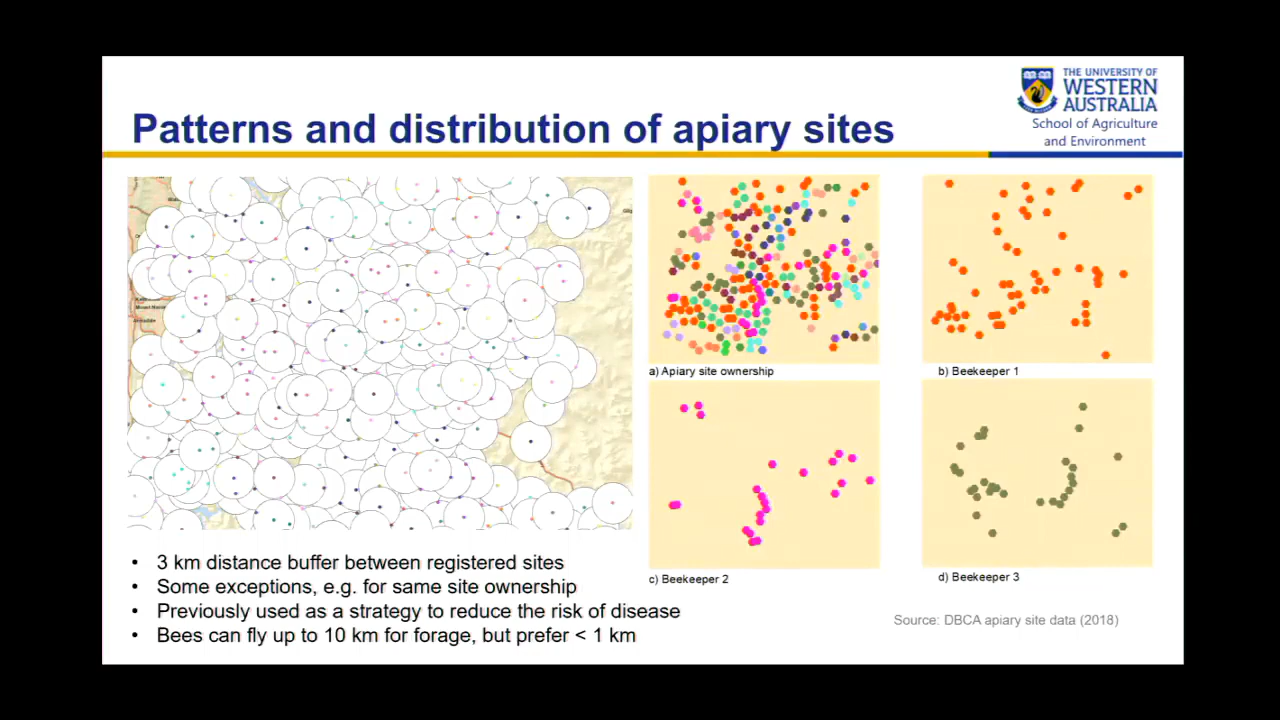 THE UNIVERSITY OF
WESTERN
AUSTRALIA
School of Agriculture
and Environment
Patterns and distribution of apiary sites
a) Apiary site ownership
b) Beekeeper 1
c) Beekeeper 2
d) Beekeeper 3
• 3 km distance buffer between registered sites
• Some exceptions, e.g. for same site ownership
• Previously used as a strategy to reduce the risk of disease
• Bees can fly up to 10 km for forage, but prefer < 1 km
Source: DBCA apiary site data (2018)